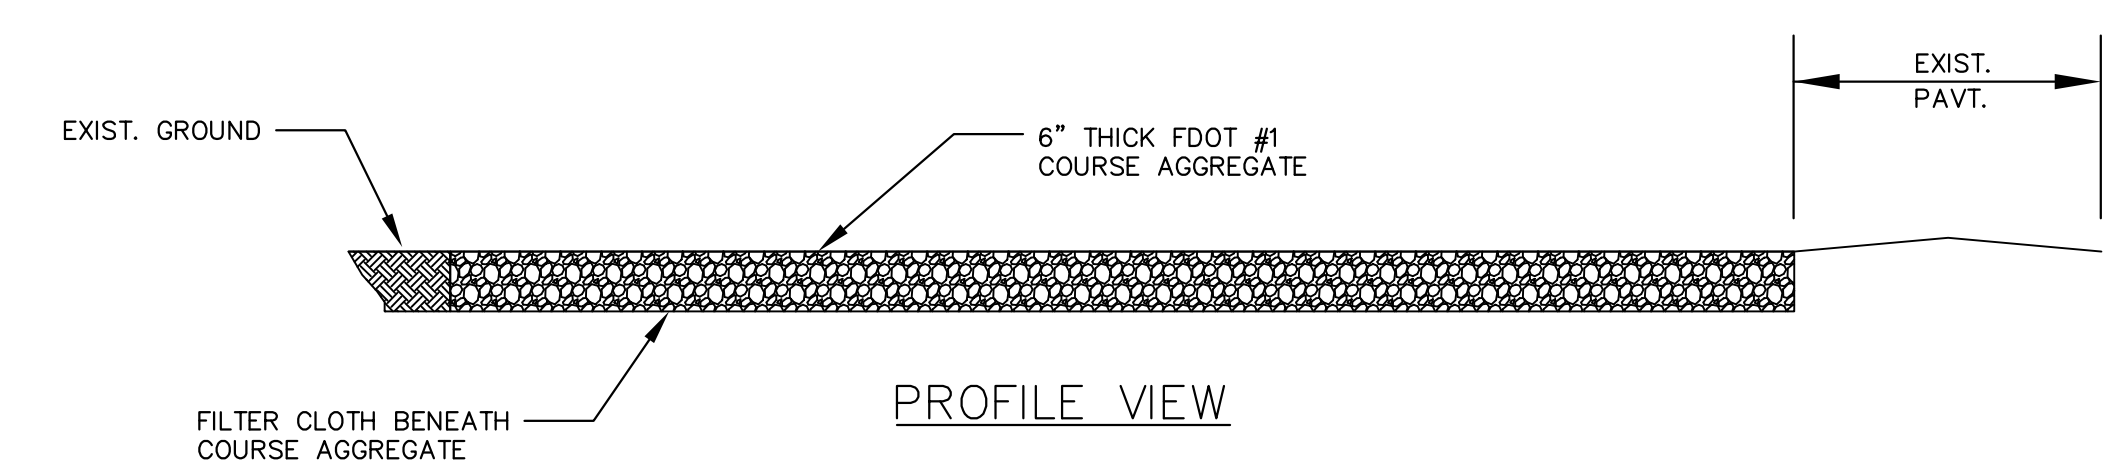 EXIST.
PAVT.
EXIST. GROUND
6” THICK FDOT #1
COURSE AGGREGATE
FILTER CLOTH BENEATH
COURSE AGGREGATE
PROFILE VIEW